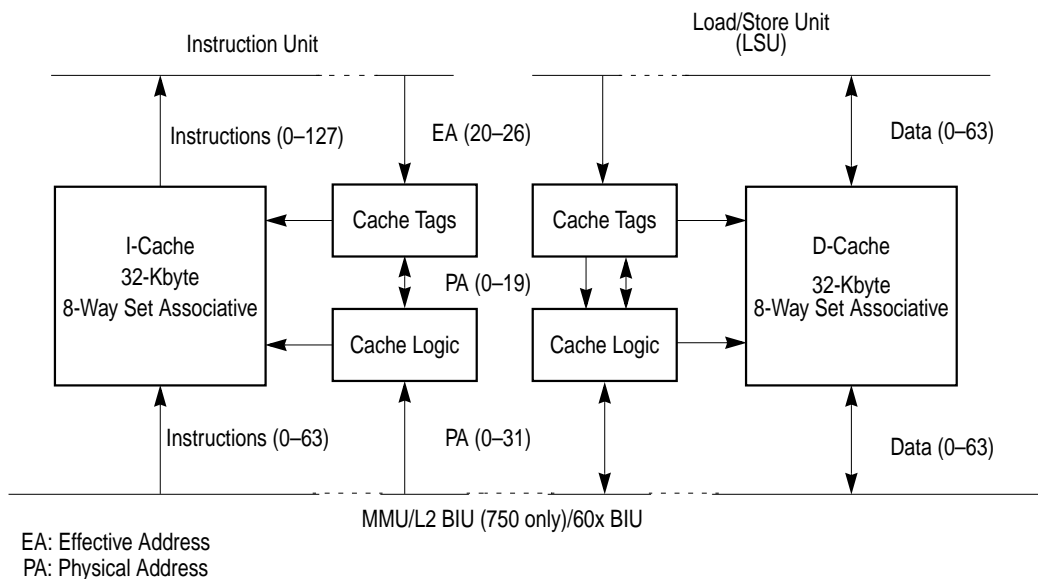 Instruction Unit
Load/Store Unit
(LSU)
Instructions (0–127)
EA (20–26)
Data (0–63)
I-Cache
32-Kbyte
8-Way Set Associative
Cache Tags
PA (0–19)
Cache Logic
Cache Tags
Cache Logic
D-Cache
32-Kbyte
8-Way Set Associative
Instructions (0–63)
PA (0–31)
Data (0–63)
MMU/L2 BIU (750 only)/60x BIU
EA: Effective Address
PA: Physical Address